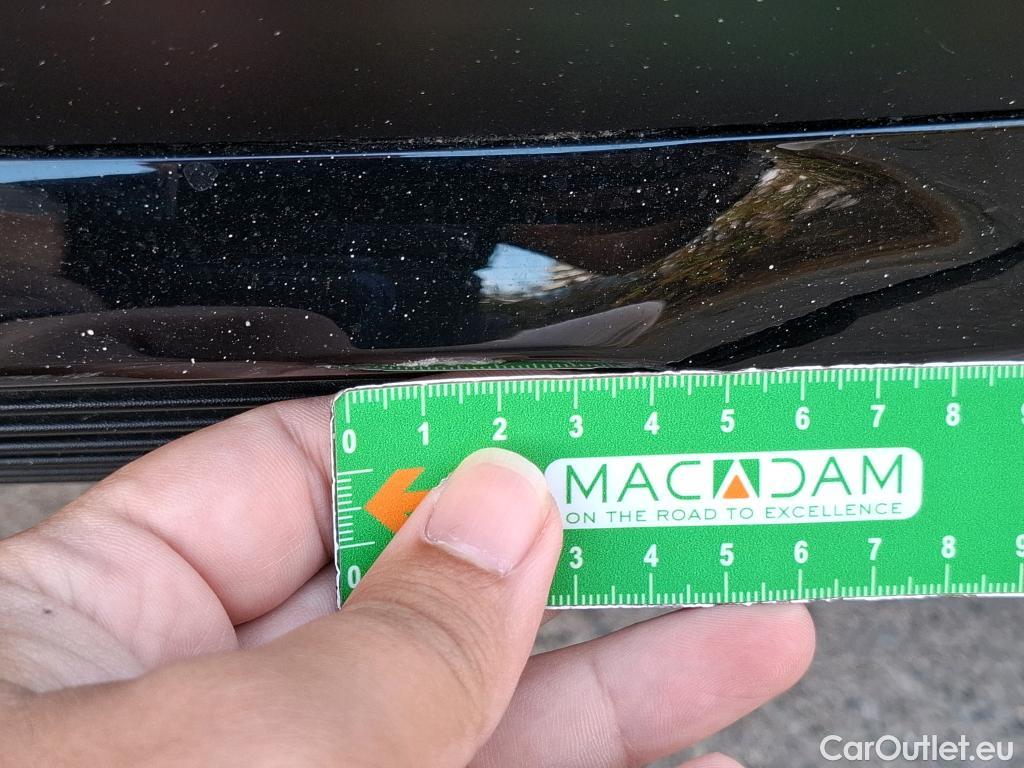 0 1 2 3 4 5 6 7 8 9
MACADAM
ON THE ROAD TO EXCELLENCE
0 3 4 5 6 7 8 9
CarOutlet.eu